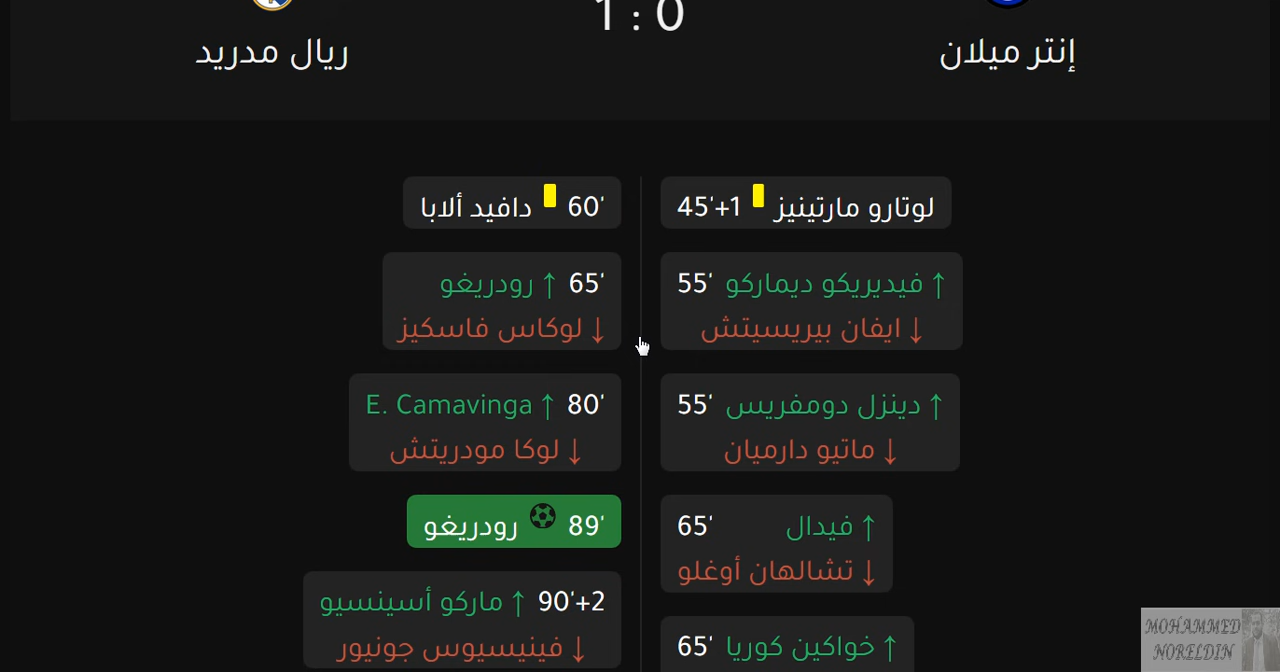 1 : 0
إنتر ميلان
ريال مدريد
لوتارو مارتينيز 45'+1
60' دافيد ألابا
↑ فيديريكو ديماركو 55'
↓ ايفان بيريسيتش
65' ↑ رودريغو
↓ لوكاس فاسكيز
↑ دينزل دومفريس 55'
↓ ماتيو دارميان
80' ↑ E. Camavinga
↓ لوكا مودريتش
↑ فيدال 65'
↓ تشالهان أوغلو
89' رودريغو
90'+2 ↑ ماركو أسينسيو
↓ فينيسيوس جونيور
↑ خواكين كوريا 65'
MOHAMMED
NORELDIN